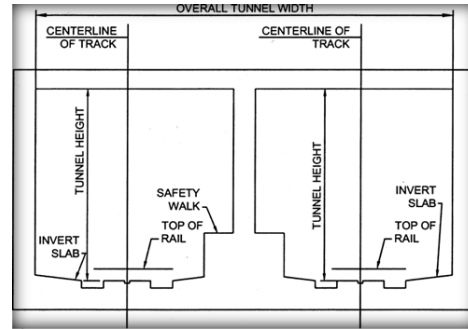 OVERALL TUNNEL WIDTH
CENTERLINE
OF TRACK
CENTERLINE OF
TRACK
TUNNEL HEIGHT
TUNNEL HEIGHT
SAFETY
WALK
INVERT
SLAB
TOP OF
RAIL
TOP OF
RAIL
INVERT
SLAB